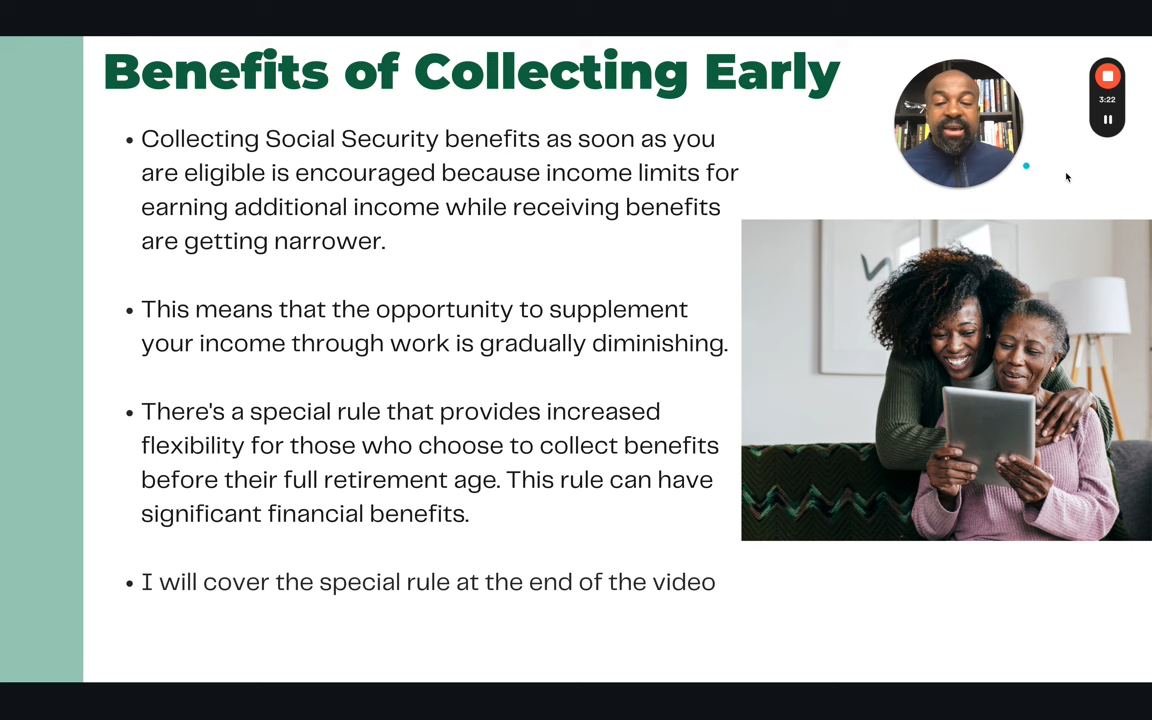 Benefits of Collecting Early
3:22
• Collecting Social Security benefits as soon as you
are eligible is encouraged because income limits for
earning additional income while receiving benefits
are getting narrower.
• This means that the opportunity to supplement
your income through work is gradually diminishing.
• There's a special rule that provides increased
flexibility for those who choose to collect benefits
before their full retirement age. This rule can have
significant financial benefits.
• I will cover the special rule at the end of the video